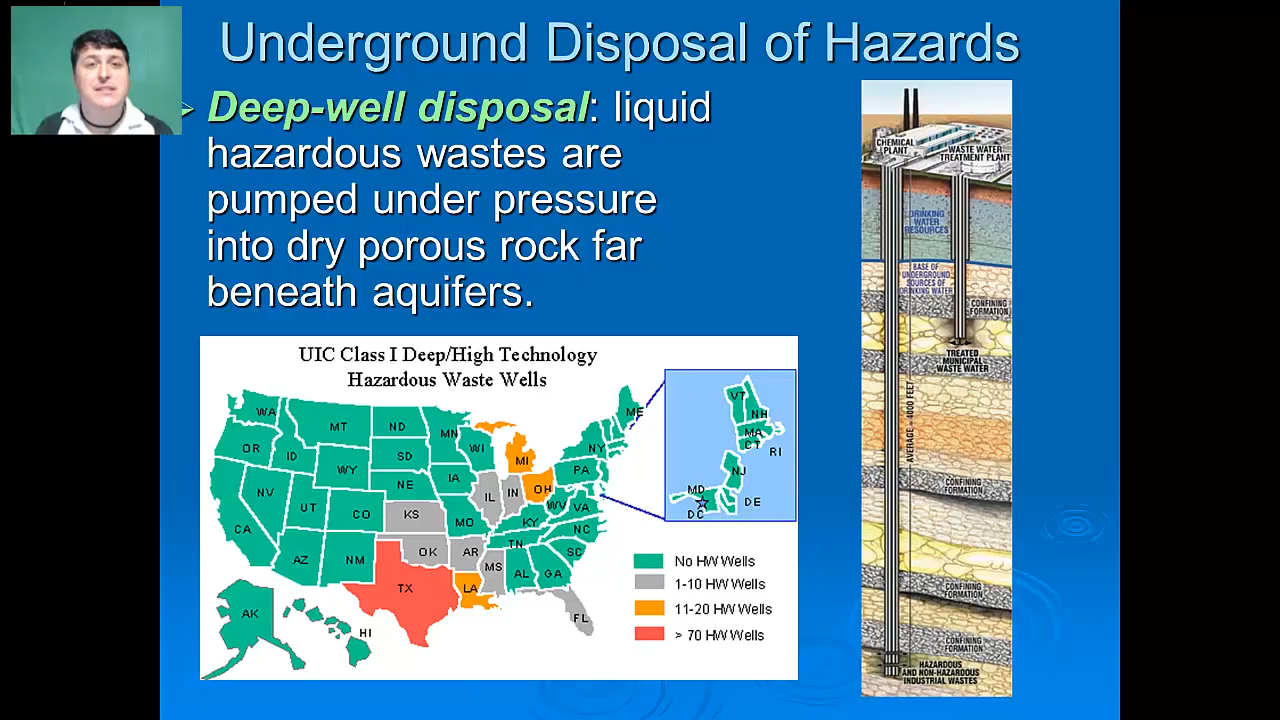 Underground Disposal of Hazards
➢ Deep-well disposal: liquid
hazardous wastes are
pumped under pressure
into dry porous rock far
beneath aquifers.
UIC Class I Deep/High Technology
Hazardous Waste Wells
WA
MT
ND
MN
ME
OR
ID
WY
SD
WI
MI
NY
NV
UT
NE
IA
IL
IN
OH
PA
CA
CO
KS
MO
KY
WV
VA
AZ
NM
OK
AR
TN
NC
SC
TX
LA
MS
AL
GA
FL
AK
HI
VT
NH
MA
CT
RI
NJ
MD
DE
DC
No HW Wells
1-10 HW Wells
11-20 HW Wells
> 70 HW Wells
CHEMICAL
PLANT
WASTE WATER
TREATMENT PLANT
DRINKING
WATER
RESOURCES
BASE OF
UNDERGROUND
SOURCES OF
DRINKING WATER
CONFINING
FORMATION
TREATED
MUNICIPAL
WASTE WATER
AVERAGE = 4000 FEET
CONFINING
FORMATION
CONFINING
FORMATION
CONFINING
FORMATION
HAZARDOUS
AND NON-HAZARDOUS
INDUSTRIAL WASTES